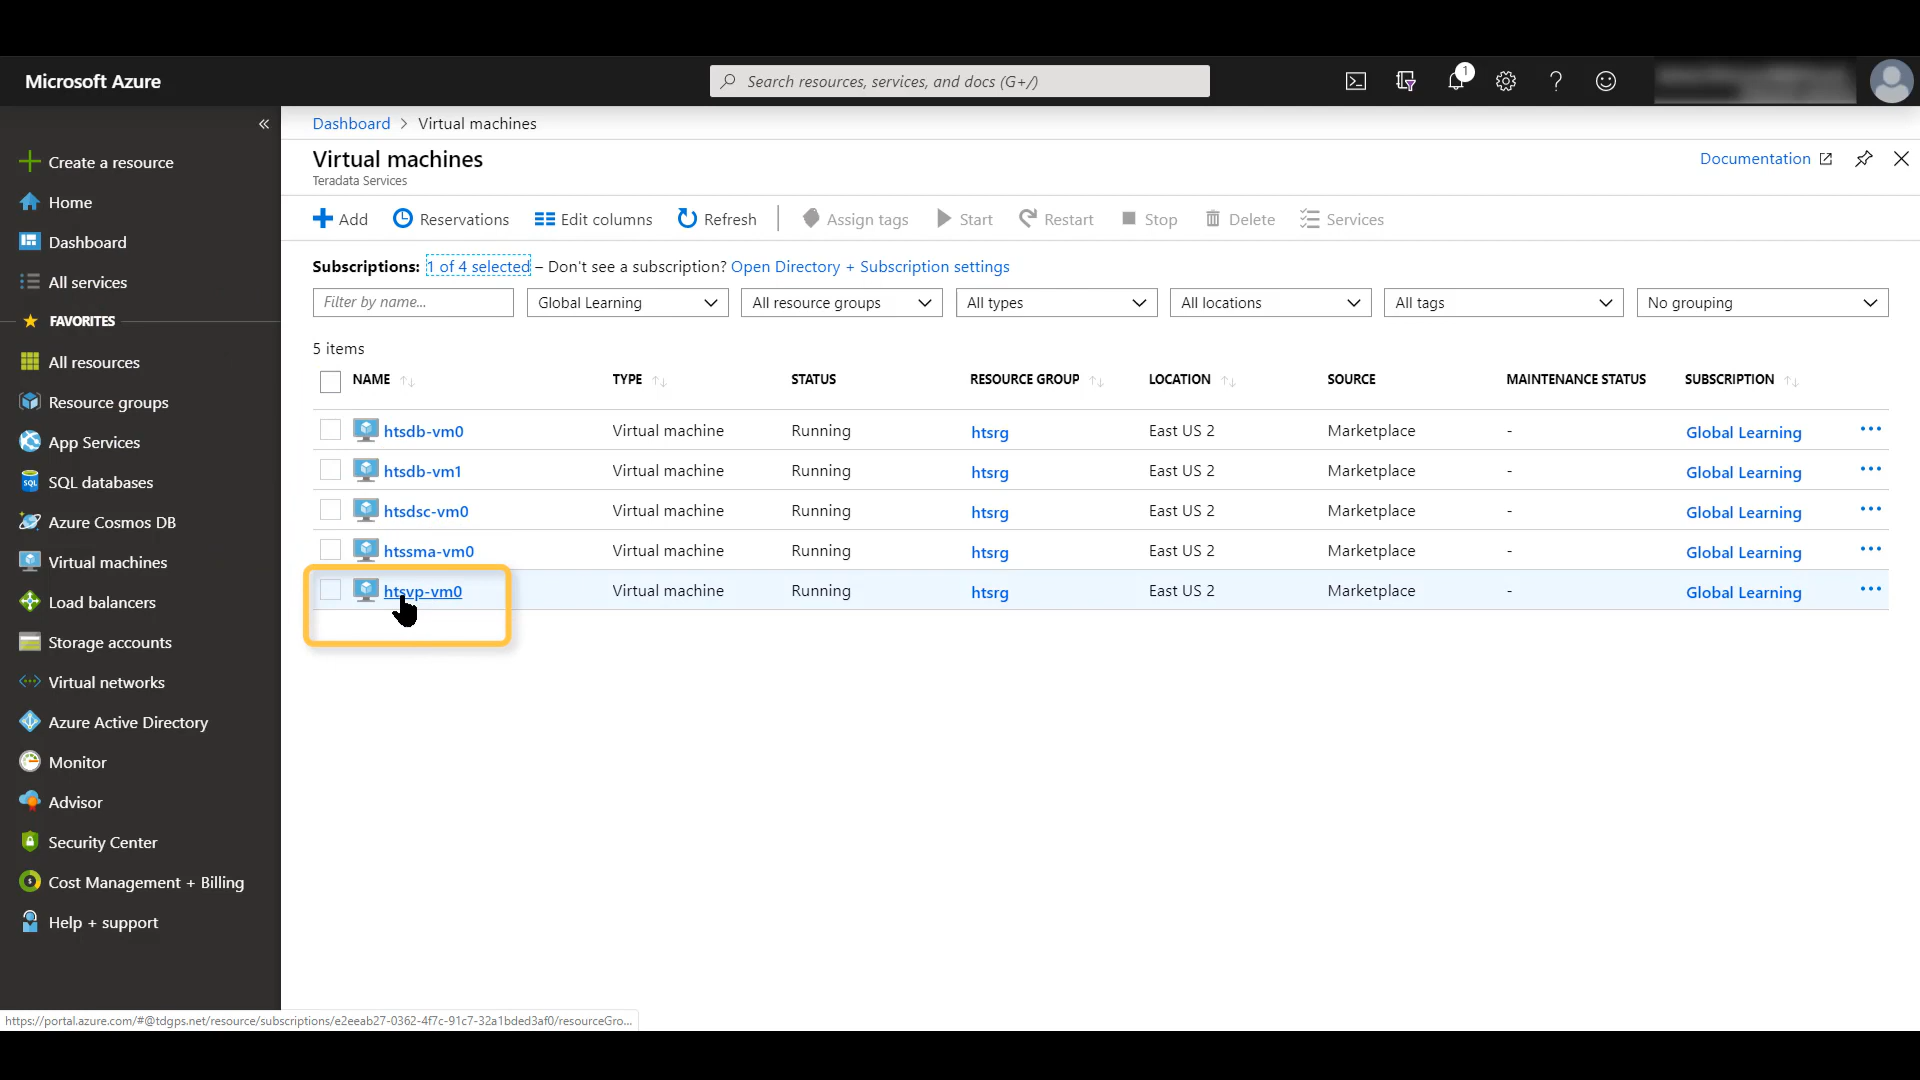 Microsoft Azure
Search resources, services, and docs (G+/)
1
Create a resource
Home
Dashboard
All services
FAVORITES
All resources
Resource groups
App Services
SQL databases
Azure Cosmos DB
Virtual machines
Load balancers
Storage accounts
Virtual networks
Azure Active Directory
Monitor
Advisor
Security Center
Cost Management + Billing
Help + support
Dashboard > Virtual machines
Virtual machines
Teradata Services
Documentation
Add Reservations Edit columns Refresh Assign tags Start Restart Stop Delete Services
Subscriptions: 1 of 4 selected – Don't see a subscription? Open Directory + Subscription settings
Filter by name... Global Learning All resource groups All types All locations All tags No grouping
5 items
NAME TYPE STATUS RESOURCE GROUP LOCATION SOURCE MAINTENANCE STATUS SUBSCRIPTION
htsdb-vm0 Virtual machine Running htsrg East US 2 Marketplace - Global Learning ...
htsdb-vm1 Virtual machine Running htsrg East US 2 Marketplace - Global Learning ...
htsdsc-vm0 Virtual machine Running htsrg East US 2 Marketplace - Global Learning ...
htssma-vm0 Virtual machine Running htsrg East US 2 Marketplace - Global Learning ...
htsvp-vm0 Virtual machine Running htsrg East US 2 Marketplace - Global Learning ...
https://portal.azure.com/#@tdgps.net/resource/subscriptions/e2eeab27-0362-4f7c-91c7-32a1bded3af0/resourceGro...